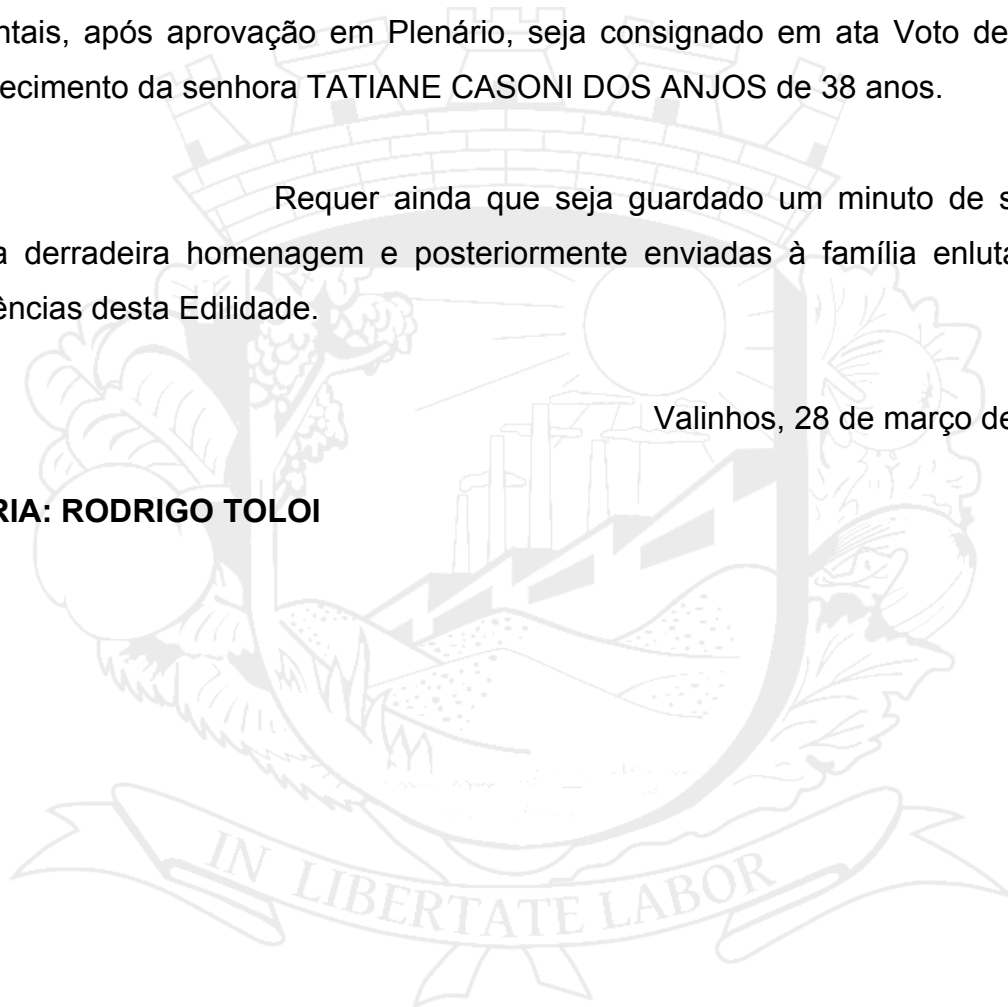 ntais, após aprovação em Plenário, seja consignado em ata Voto de
ecimento da senhora TATIANE CASONI DOS ANJOS de 38 anos.
Requer ainda que seja guardado um minuto de s
a derradeira homenagem e posteriormente enviadas à família enluta
ências desta Edilidade.
Valinhos, 28 de março de
RIA: RODRIGO TOLOI
IN LIBERTATE LABOR